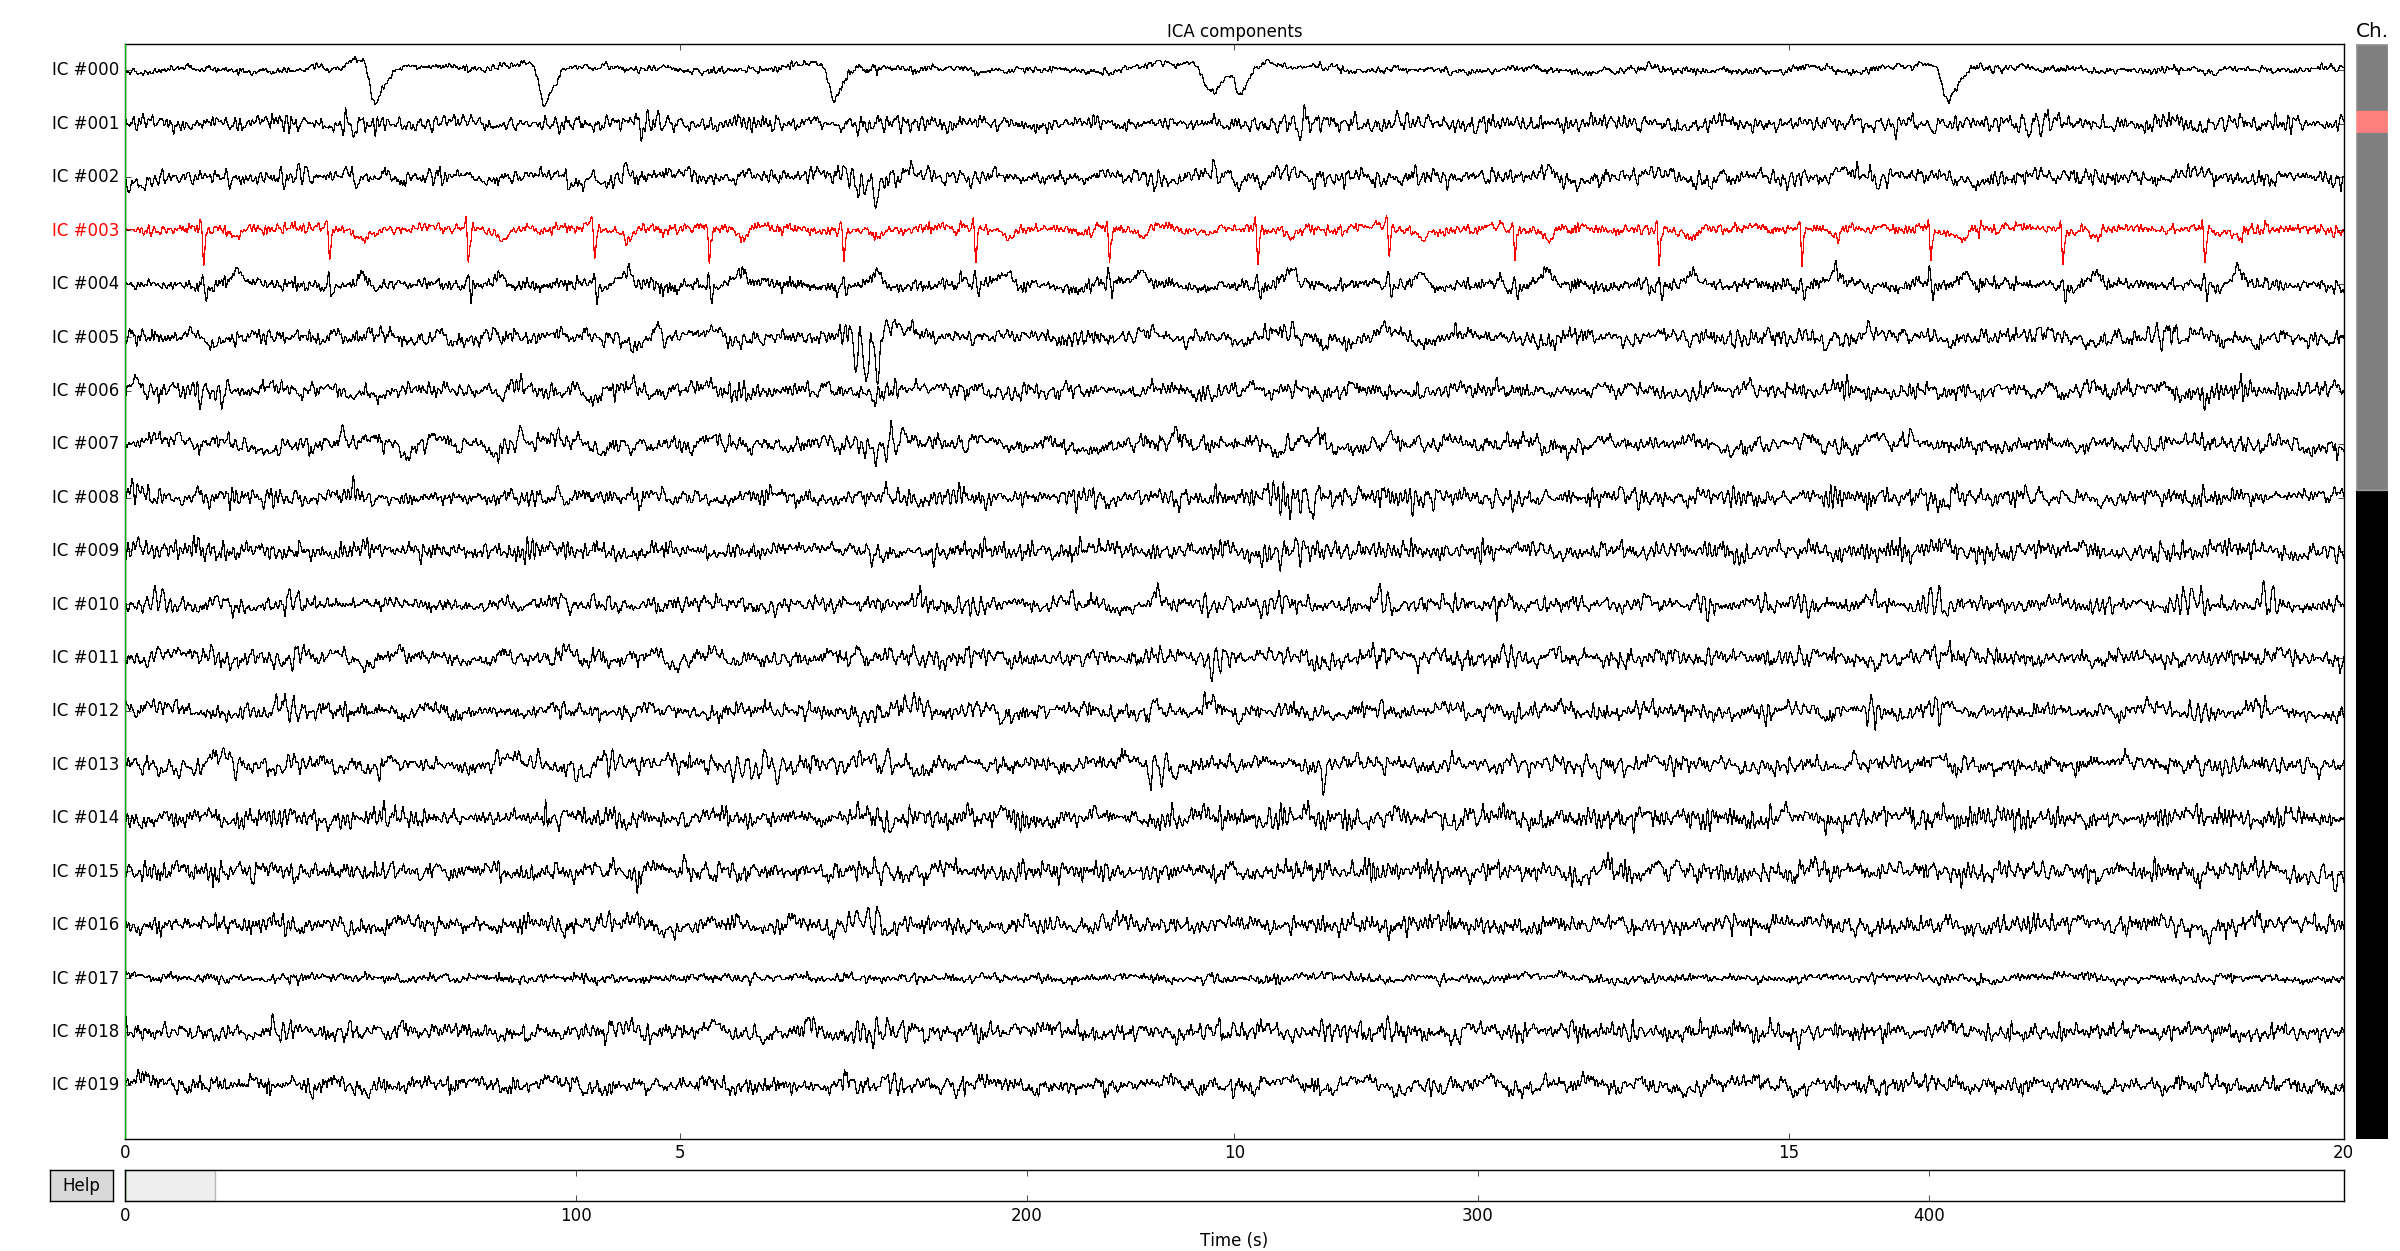 ICA components
Ch.
IC #000
IC #001
IC #002
IC #003
IC #004
IC #005
IC #006
IC #007
IC #008
IC #009
IC #010
IC #011
IC #012
IC #013
IC #014
IC #015
IC #016
IC #017
IC #018
IC #019
0 5 10 15 20
Help
0 100 200 300 400
Time (s)